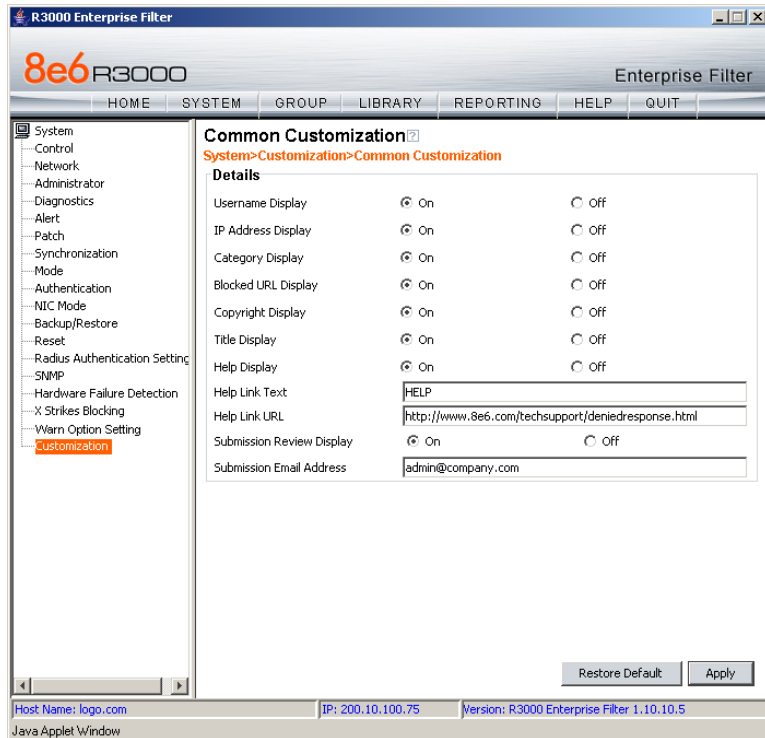 R3000 Enterprise Filter
8e6 R3000
Enterprise Filter
HOME SYSTEM GROUP LIBRARY REPORTING HELP QUIT
System
Control
Network
Administrator
Diagnostics
Alert
Patch
Synchronization
Mode
Authentication
NIC Mode
Backup/Restore
Reset
Radius Authentication Setting
SNMP
Hardware Failure Detection
X Strikes Blocking
Warn Option Setting
Customization
Common Customization ?
System>Customization>Common Customization
Details
Username Display On Off
IP Address Display On Off
Category Display On Off
Blocked URL Display On Off
Copyright Display On Off
Title Display On Off
Help Display On Off
Help Link Text HELP
Help Link URL http://www.8e6.com/techsupport/deniedresponse.html
Submission Review Display On Off
Submission Email Address admin@company.com
Restore Default Apply
Host Name: logo.com IP: 200.10.100.75 Version: R3000 Enterprise Filter 1.10.10.5
Java Applet Window